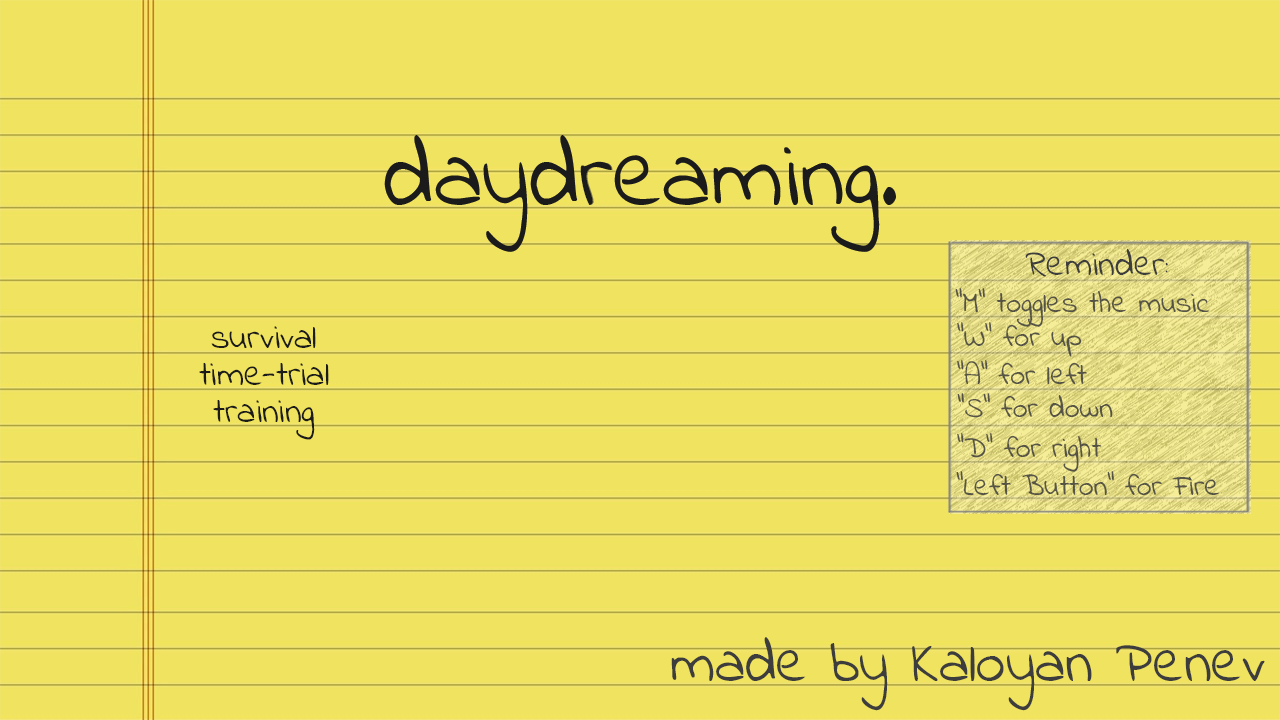 daydreaming.
survival
time-trial
training
Reminder:
"M" toggles the music
"W" for up
"A" for left
"S" for down
"D" for right
"Left Button" for Fire
made by Kaloyan Penev